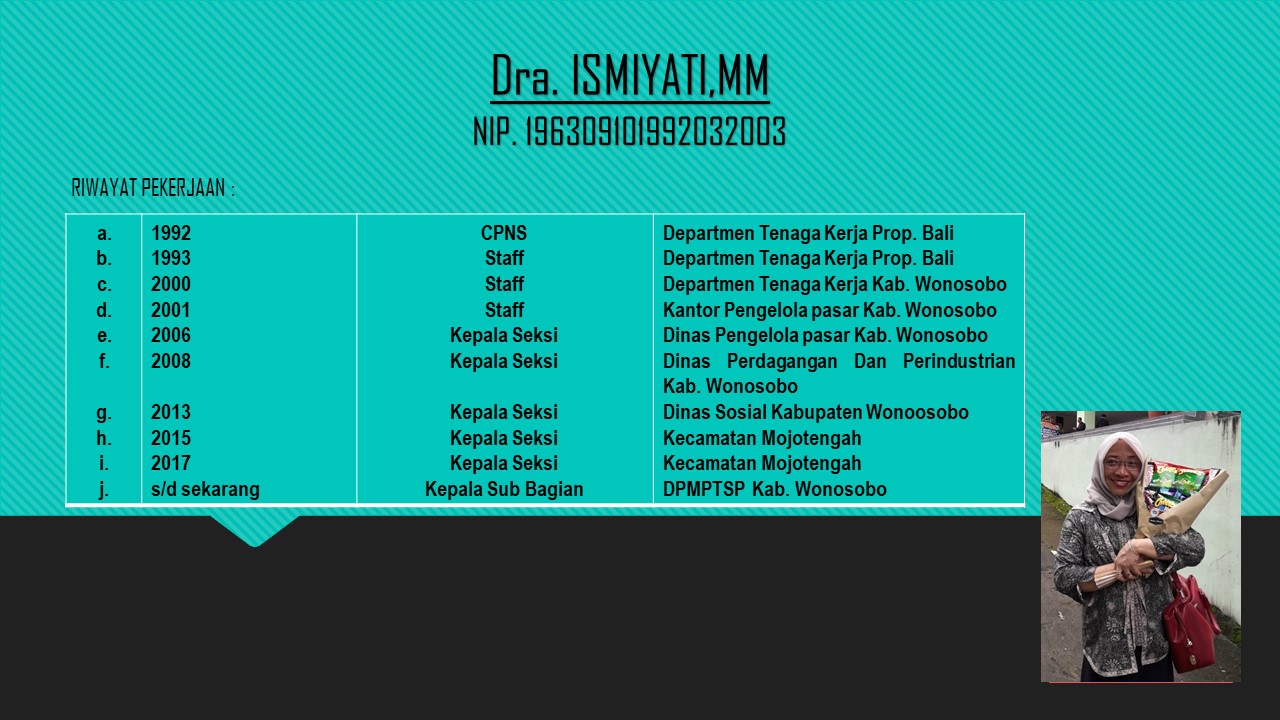 Dra. ISMIYATI,MM
NIP. 196309101992032003
RIWAYAT PEKERJAAN :
a. 1992 CPNS Departmen Tenaga Kerja Prop. Bali
b. 1993 Staff Departmen Tenaga Kerja Prop. Bali
c. 2000 Staff Departmen Tenaga Kerja Kab. Wonosobo
d. 2001 Staff Kantor Pengelola pasar Kab. Wonosobo
e. 2006 Kepala Seksi Dinas Pengelola pasar Kab. Wonosobo
f. 2008 Kepala Seksi Dinas Perdagangan Dan Perindustrian
Kab. Wonosobo
g. 2013 Kepala Seksi Dinas Sosial Kabupaten Wonoosobo
h. 2015 Kepala Seksi Kecamatan Mojotengah
i. 2017 Kepala Seksi Kecamatan Mojotengah
j. s/d sekarang Kepala Sub Bagian DPMPTSP Kab. Wonosobo